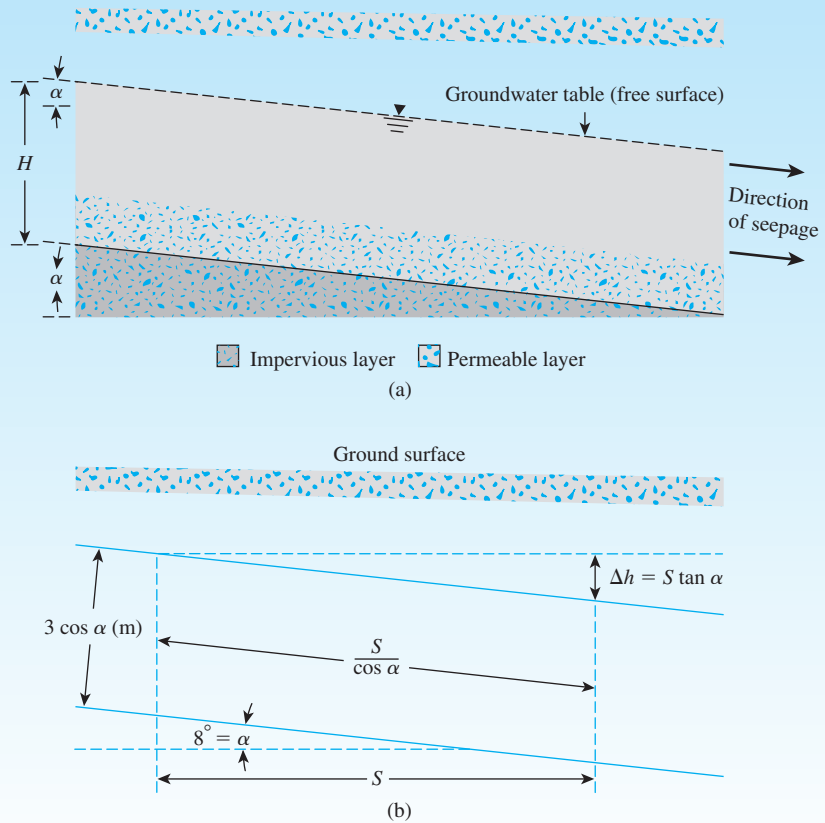 α
H
Groundwater table (free surface)
Direction
of seepage
α
Impervious layer Permeable layer
(a)
Ground surface
Δh = S tan α
3 cos α (m)
S
cos α
8° = α
S
(b)